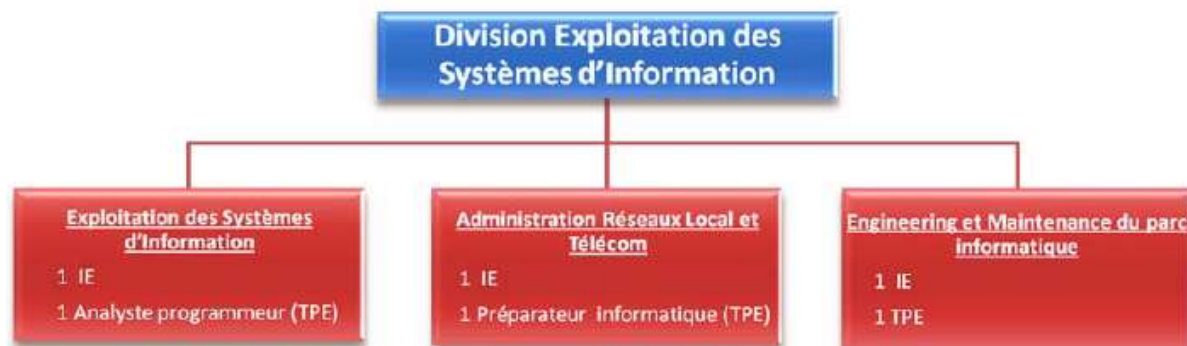 Division Exploitation des
Systèmes d'Information
Exploitation des Systèmes
d'Information
1 IE
1 Analyste programmeur (TPE)
Administration Réseaux Local et
Télécom
1 IE
1 Préparateur informatique (TPE)
Engineering et Maintenance du parc
informatique
1 IE
1 TPE